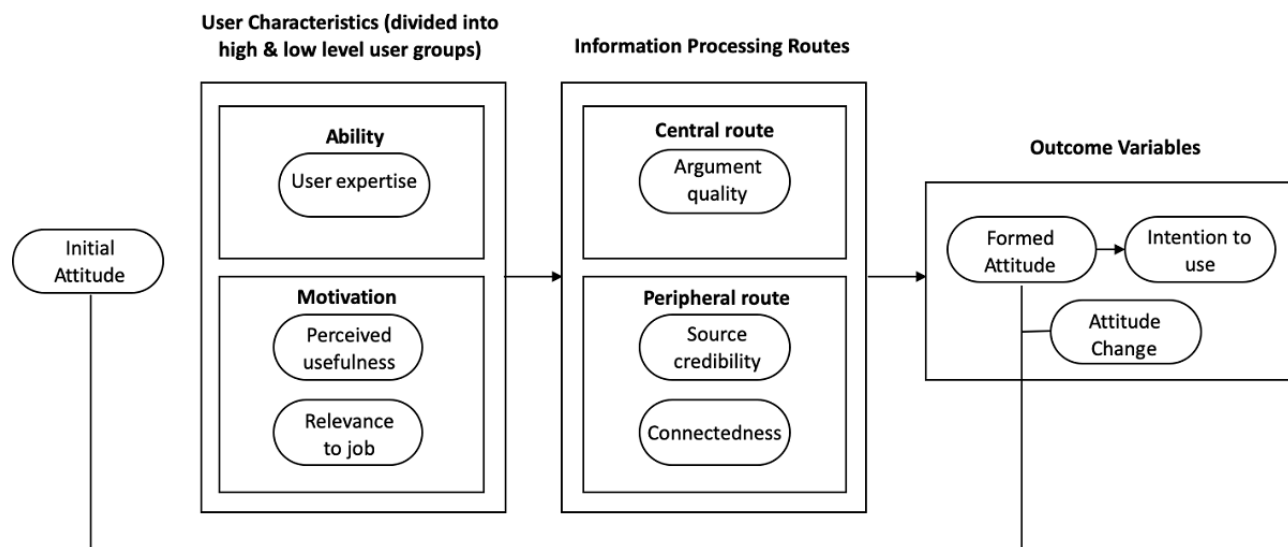 User Characteristics (divided into
high & low level user groups)
Information Processing Routes
Ability
User expertise
Central route
Argument
quality
Outcome Variables
Initial
Attitude
Formed
Attitude
Intention to
use
Motivation
Perceived
usefulness
Relevance
to job
Peripheral route
Source
credibility
Connectedness
Attitude
Change